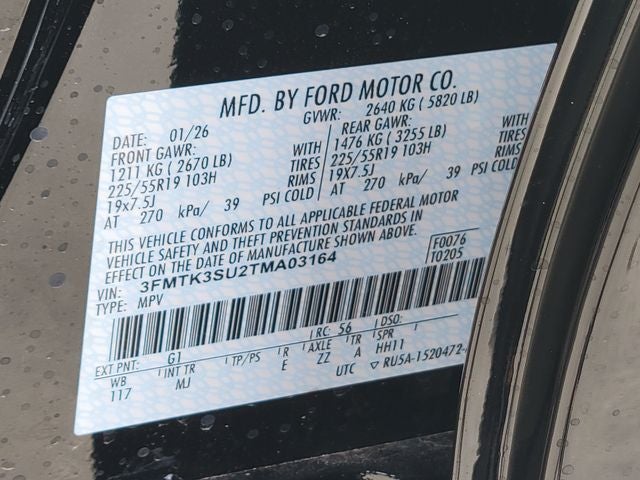 MFD. BY FORD MOTOR CO.
DATE: 01/26 GVWR: 2640 KG ( 5820 LB)
FRONT GAWR: WITH REAR GAWR: WITH
1211 KG ( 2670 LB) TIRES 1476 KG ( 3255 LB) TIRES
225/55R19 103H RIMS 225/55R19 103H RIMS
19x7.5J 19x7.5J
AT 270 kPa/ 39 PSI COLD AT 270 kPa/ 39 PSI COLD
THIS VEHICLE CONFORMS TO ALL APPLICABLE FEDERAL MOTOR
VEHICLE SAFETY AND THEFT PREVENTION STANDARDS IN
EFFECT ON THE DATE OF MANUFACTURE SHOWN ABOVE.
VIN: 3FMTK3SU2TMA03164 F0076
TYPE: MPV T0205
EXT PNT: G1 RC: 56 DSO:
WB INT TR TP/PS R AXLE TR SPR
117 MJ E ZZ A HH11
UTC ▽ RU5A-1520472-